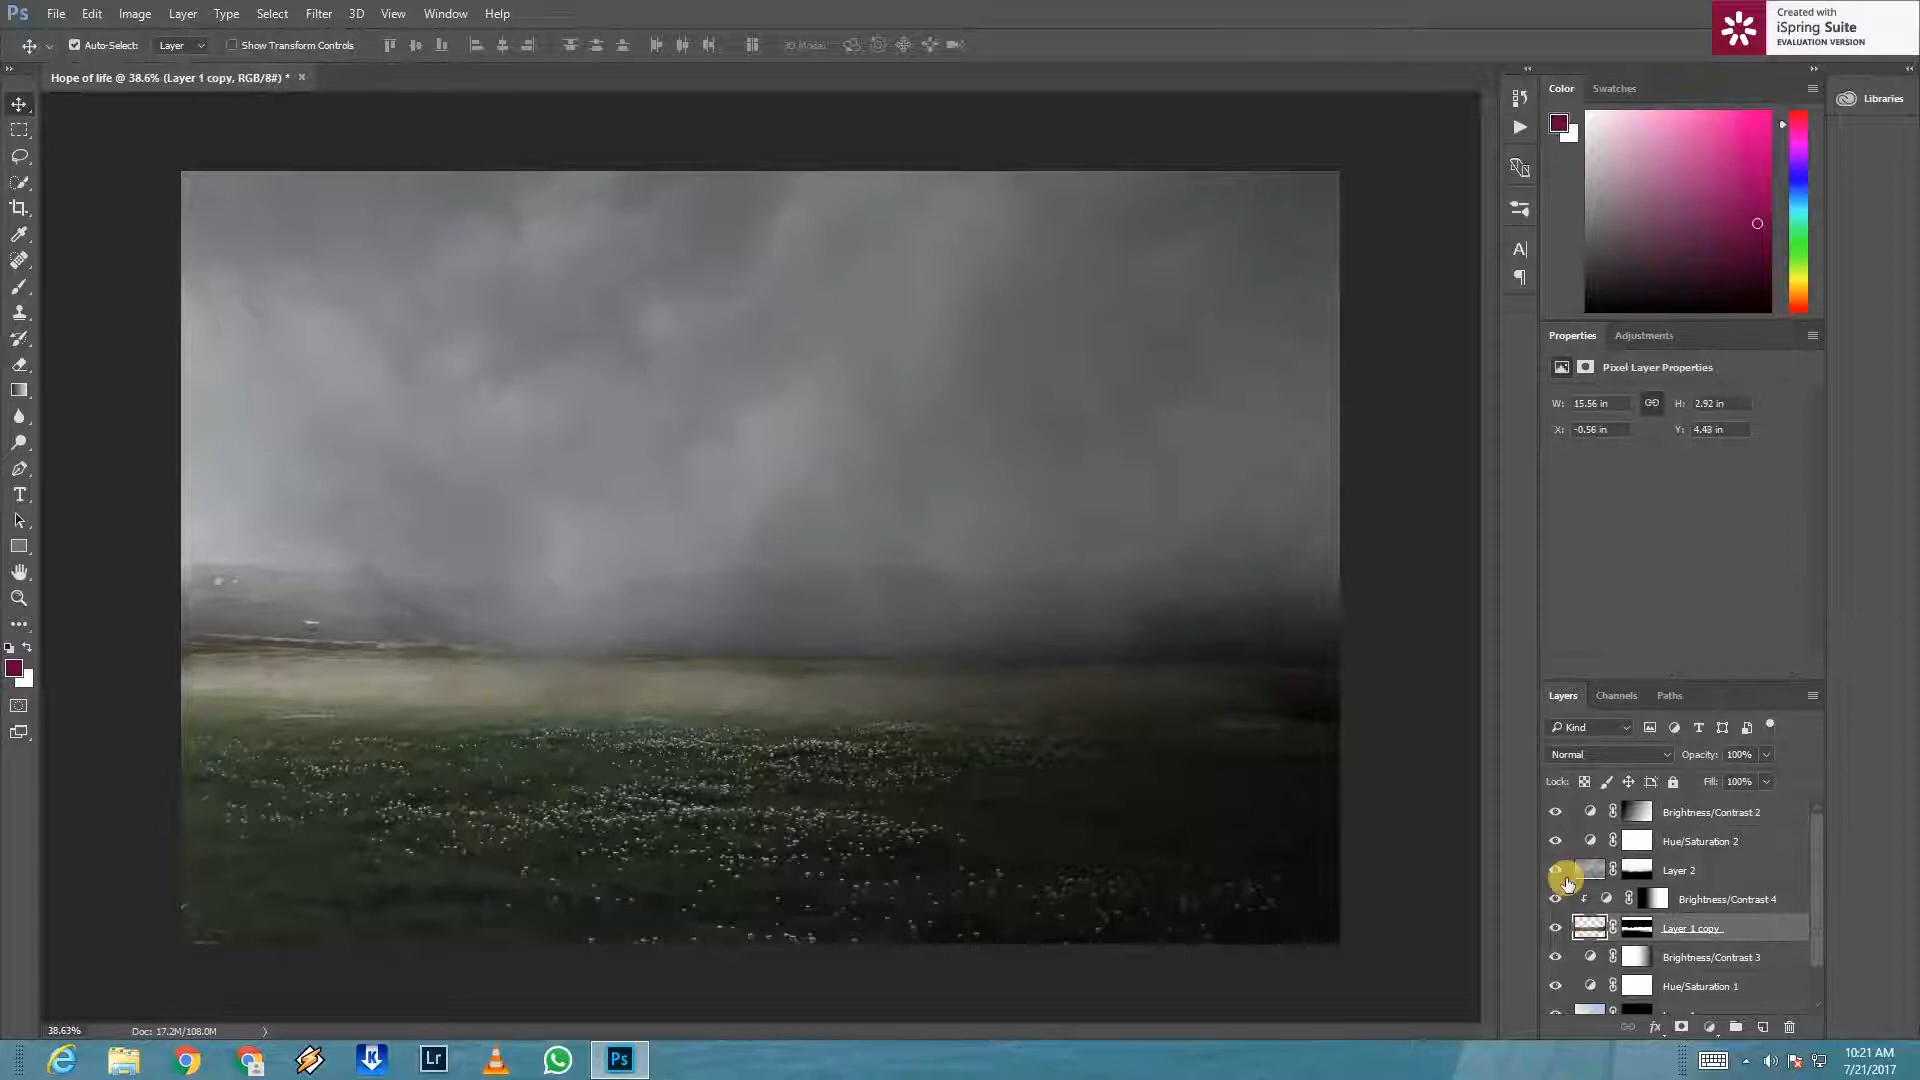 Ps File Edit Image Layer Type Select Filter 3D View Window Help
Created with
iSpring Suite
EVALUATION VERSION
Auto-Select: Layer Show Transform Controls 3D Mode:
Hope of life @ 38.6% (Layer 1 copy, RGB/8#) *
Color Swatches
Libraries
Properties Adjustments
Pixel Layer Properties
W: 15.56 in H: 2.92 in
X: -0.56 in Y: 4.43 in
Layers Channels Paths
Kind
Normal Opacity: 100%
Lock: Fill: 100%
Brightness/Contrast 2
Hue/Saturation 2
Layer 2
Brightness/Contrast 4
Layer 1 copy
Brightness/Contrast 3
Hue/Saturation 1
fx
38.63% Doc: 17.2M/108.0M
Lr Ps
10:21 AM
7/21/2017